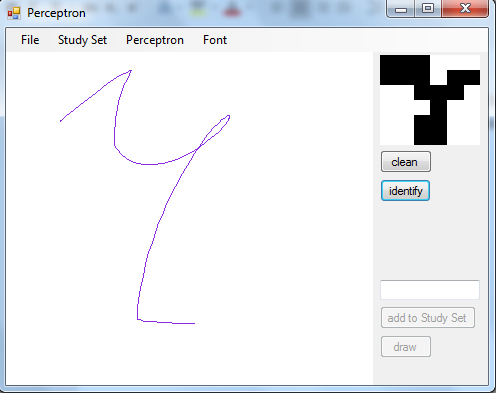 Perceptron
File Study Set Perceptron Font
clean
identify
add to Study Set
draw